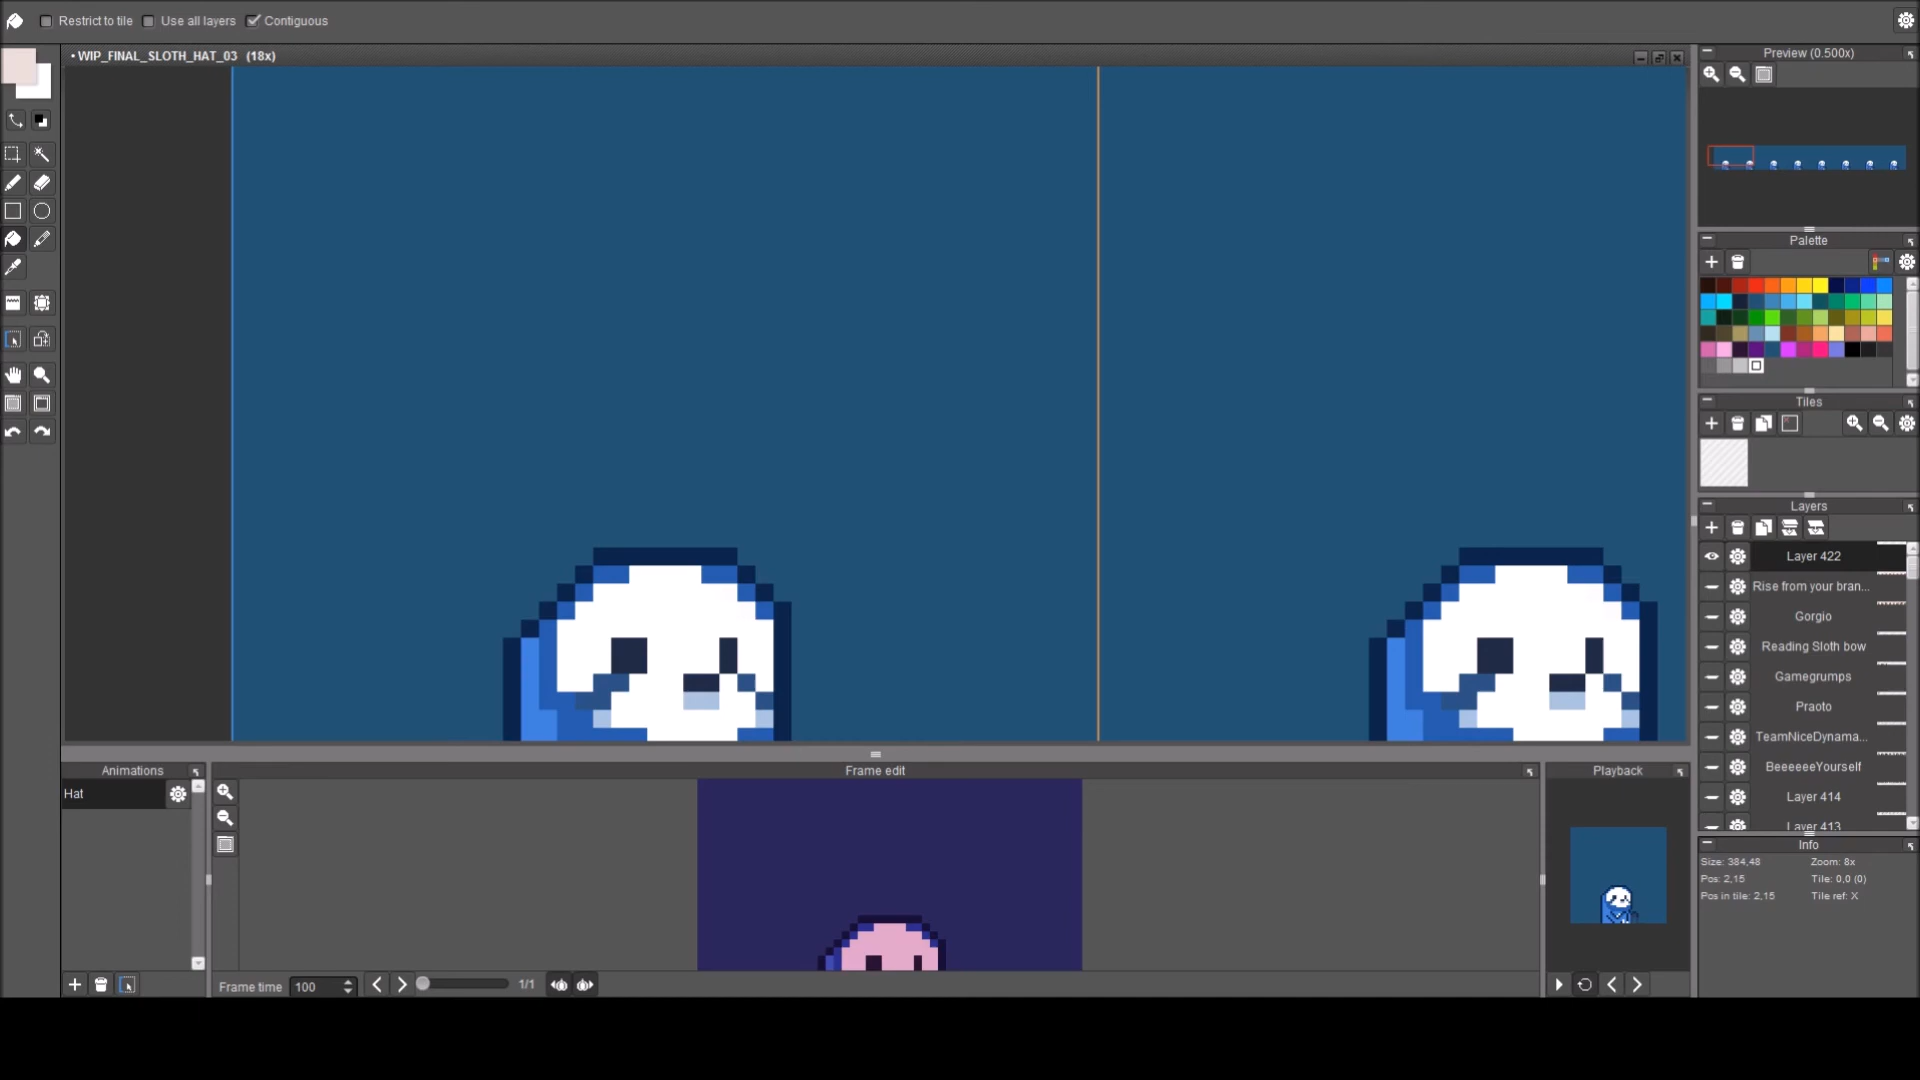 Restrict to tile Use all layers Contiguous
• WIP_FINAL_SLOTH_HAT_03 (18x)
Preview (0.500x)
Palette
Tiles
Layers
Layer 422
Rise from your bran...
Gorgio
Reading Sloth bow
Gamegrumps
Praoto
TeamNiceDynama...
BeeeeeeYourself
Layer 414
Layer 413
Info
Size: 384,48 Zoom: 8x
Pos: 2,15 Tile: 0,0 (0)
Pos in tile: 2,15 Tile ref: X
Animations
Hat
Frame edit
Frame time 100 1/1
Playback